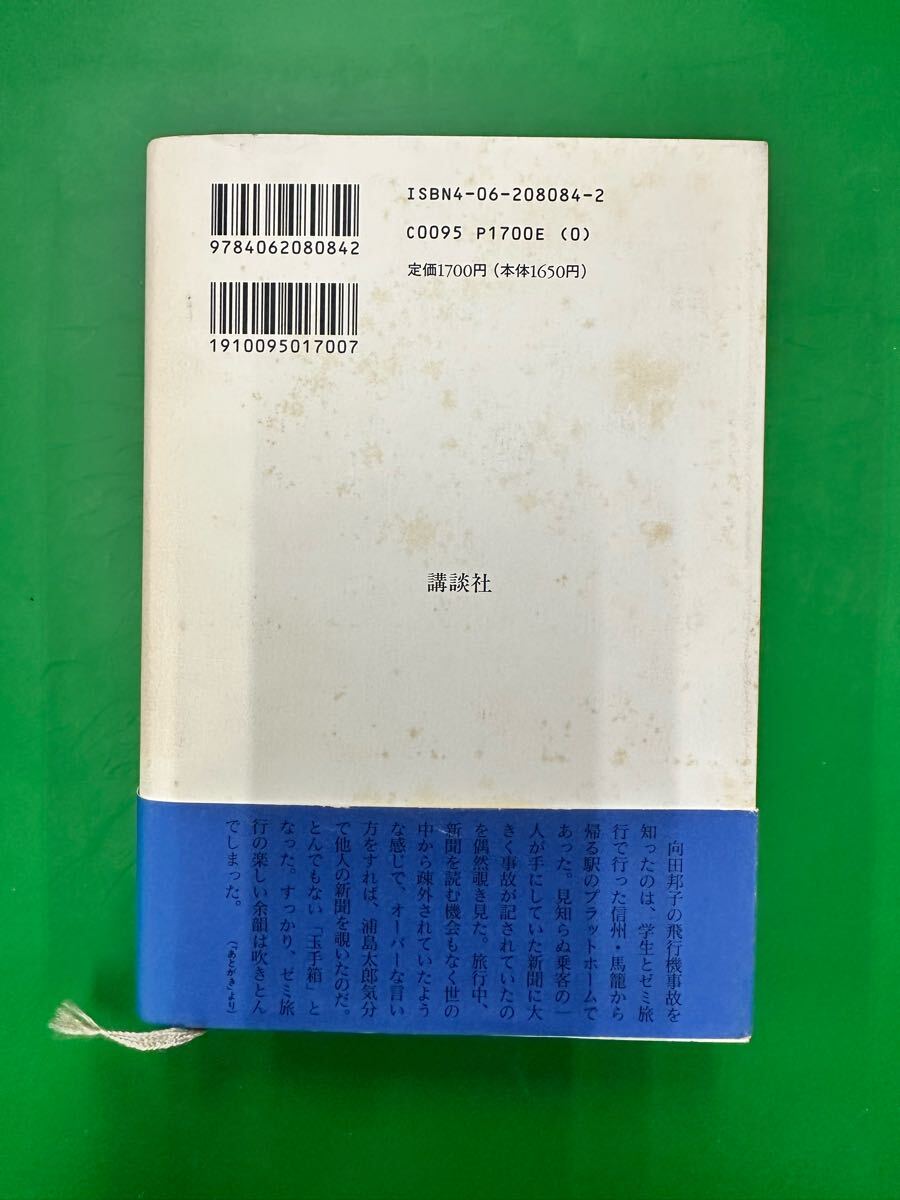 ISBN4-06-208084-2
C0095 P1700E (0)
定価1700円(本体1650円)
9784062080842
1910095017007
講談社
向田邦子の飛行機事故を
知ったのは、学生とゼミ旅
行で行った信州・馬籠から
帰る駅のプラットホームで
あった。見知らぬ乗客の一
人が手にしていた新聞に大
きく事故が記されていたの
を偶然覗き見た。旅行中、
新聞を読む機会もなく世の
中から疎外されていたよう
な感じで、オーバーな言い
方をすれば、浦島太郎気分
で他人の新聞を覗いたのだ。
とんでもない「玉手箱」と
なった。すっかり、ゼミ旅
行の楽しい余韻は吹きとん
でしまった。
(「あとがき」より)